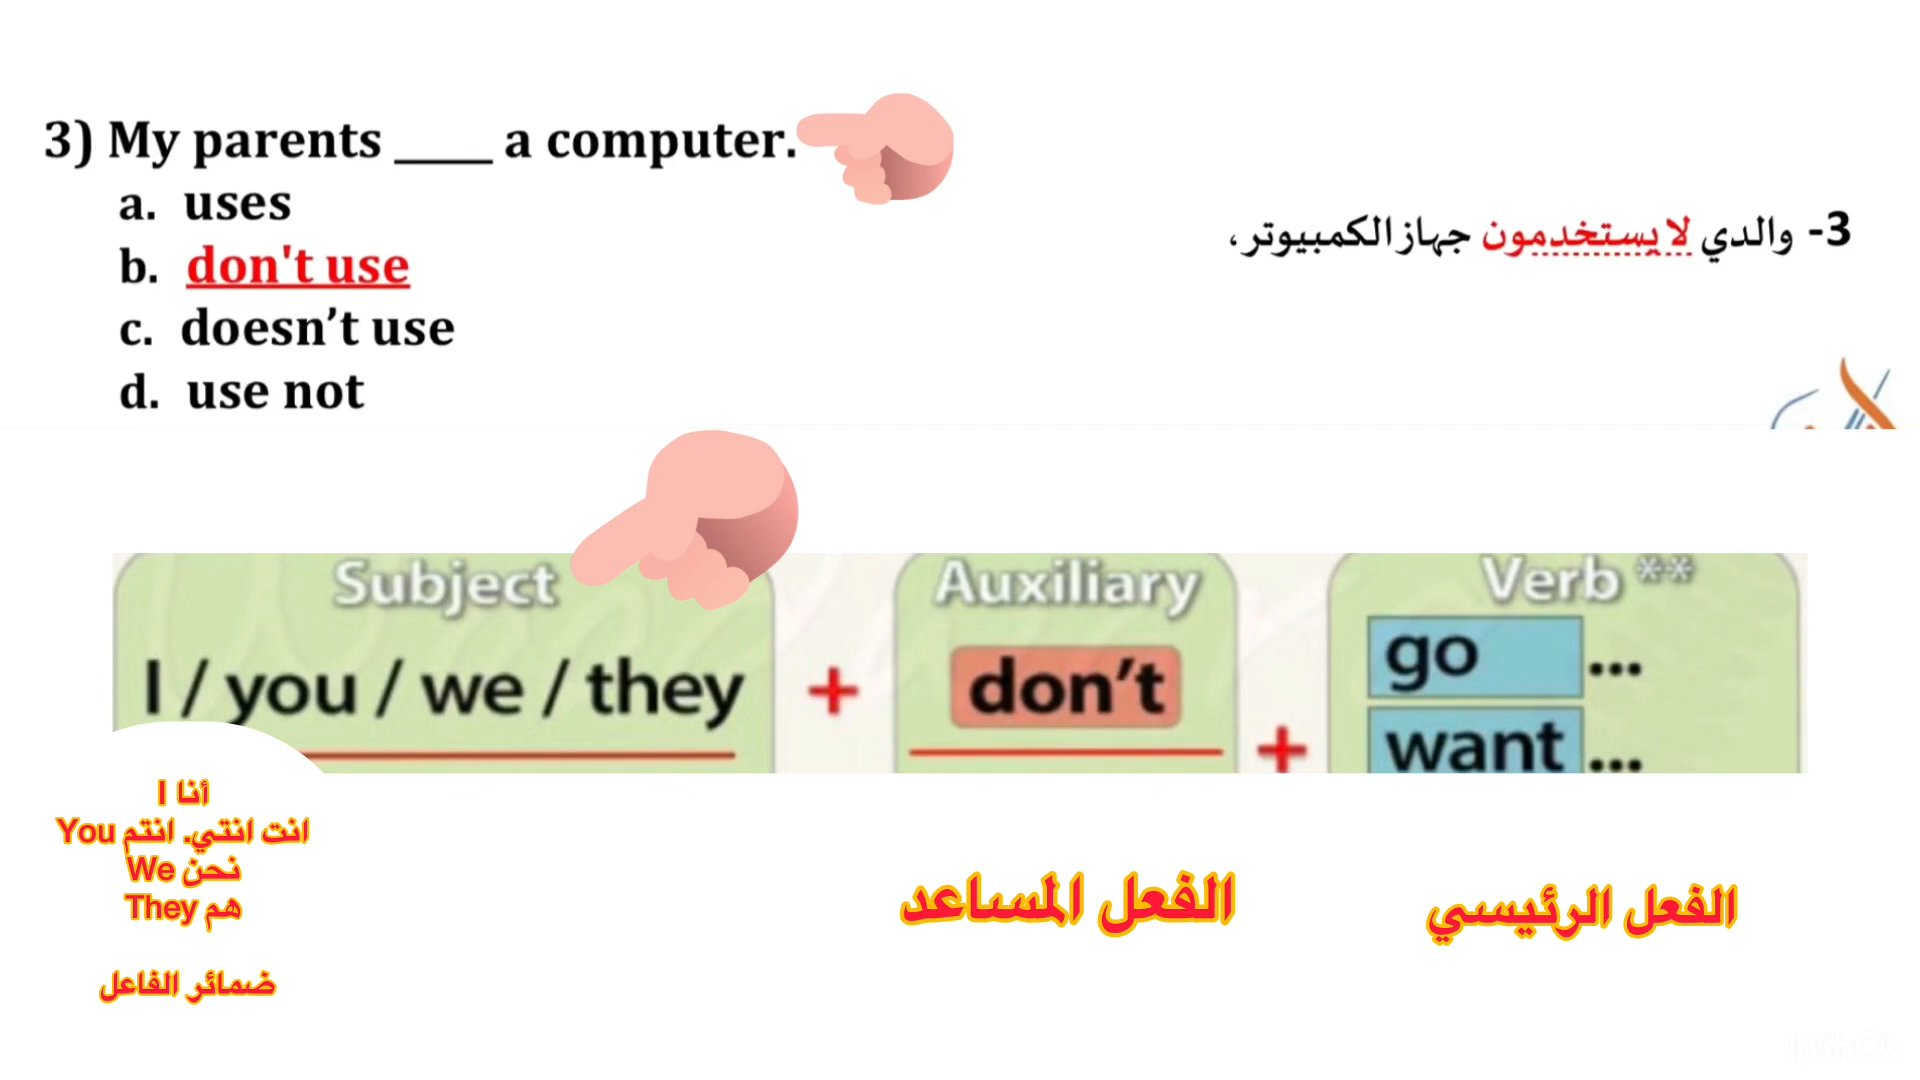 3) My parents ____ a computer.
a. uses
b. don't use
c. doesn’t use
d. use not
3- والدي لا يستخدمون جهاز الكمبيوتر،
Subject
Auxiliary
Verb **
I / you / we / they
+
don’t
+
go ...
want ...
أنا I
انت انتي. انتم You
نحن We
هم They
ضمائر الفاعل
الفعل المساعد
الفعل الرئيسي